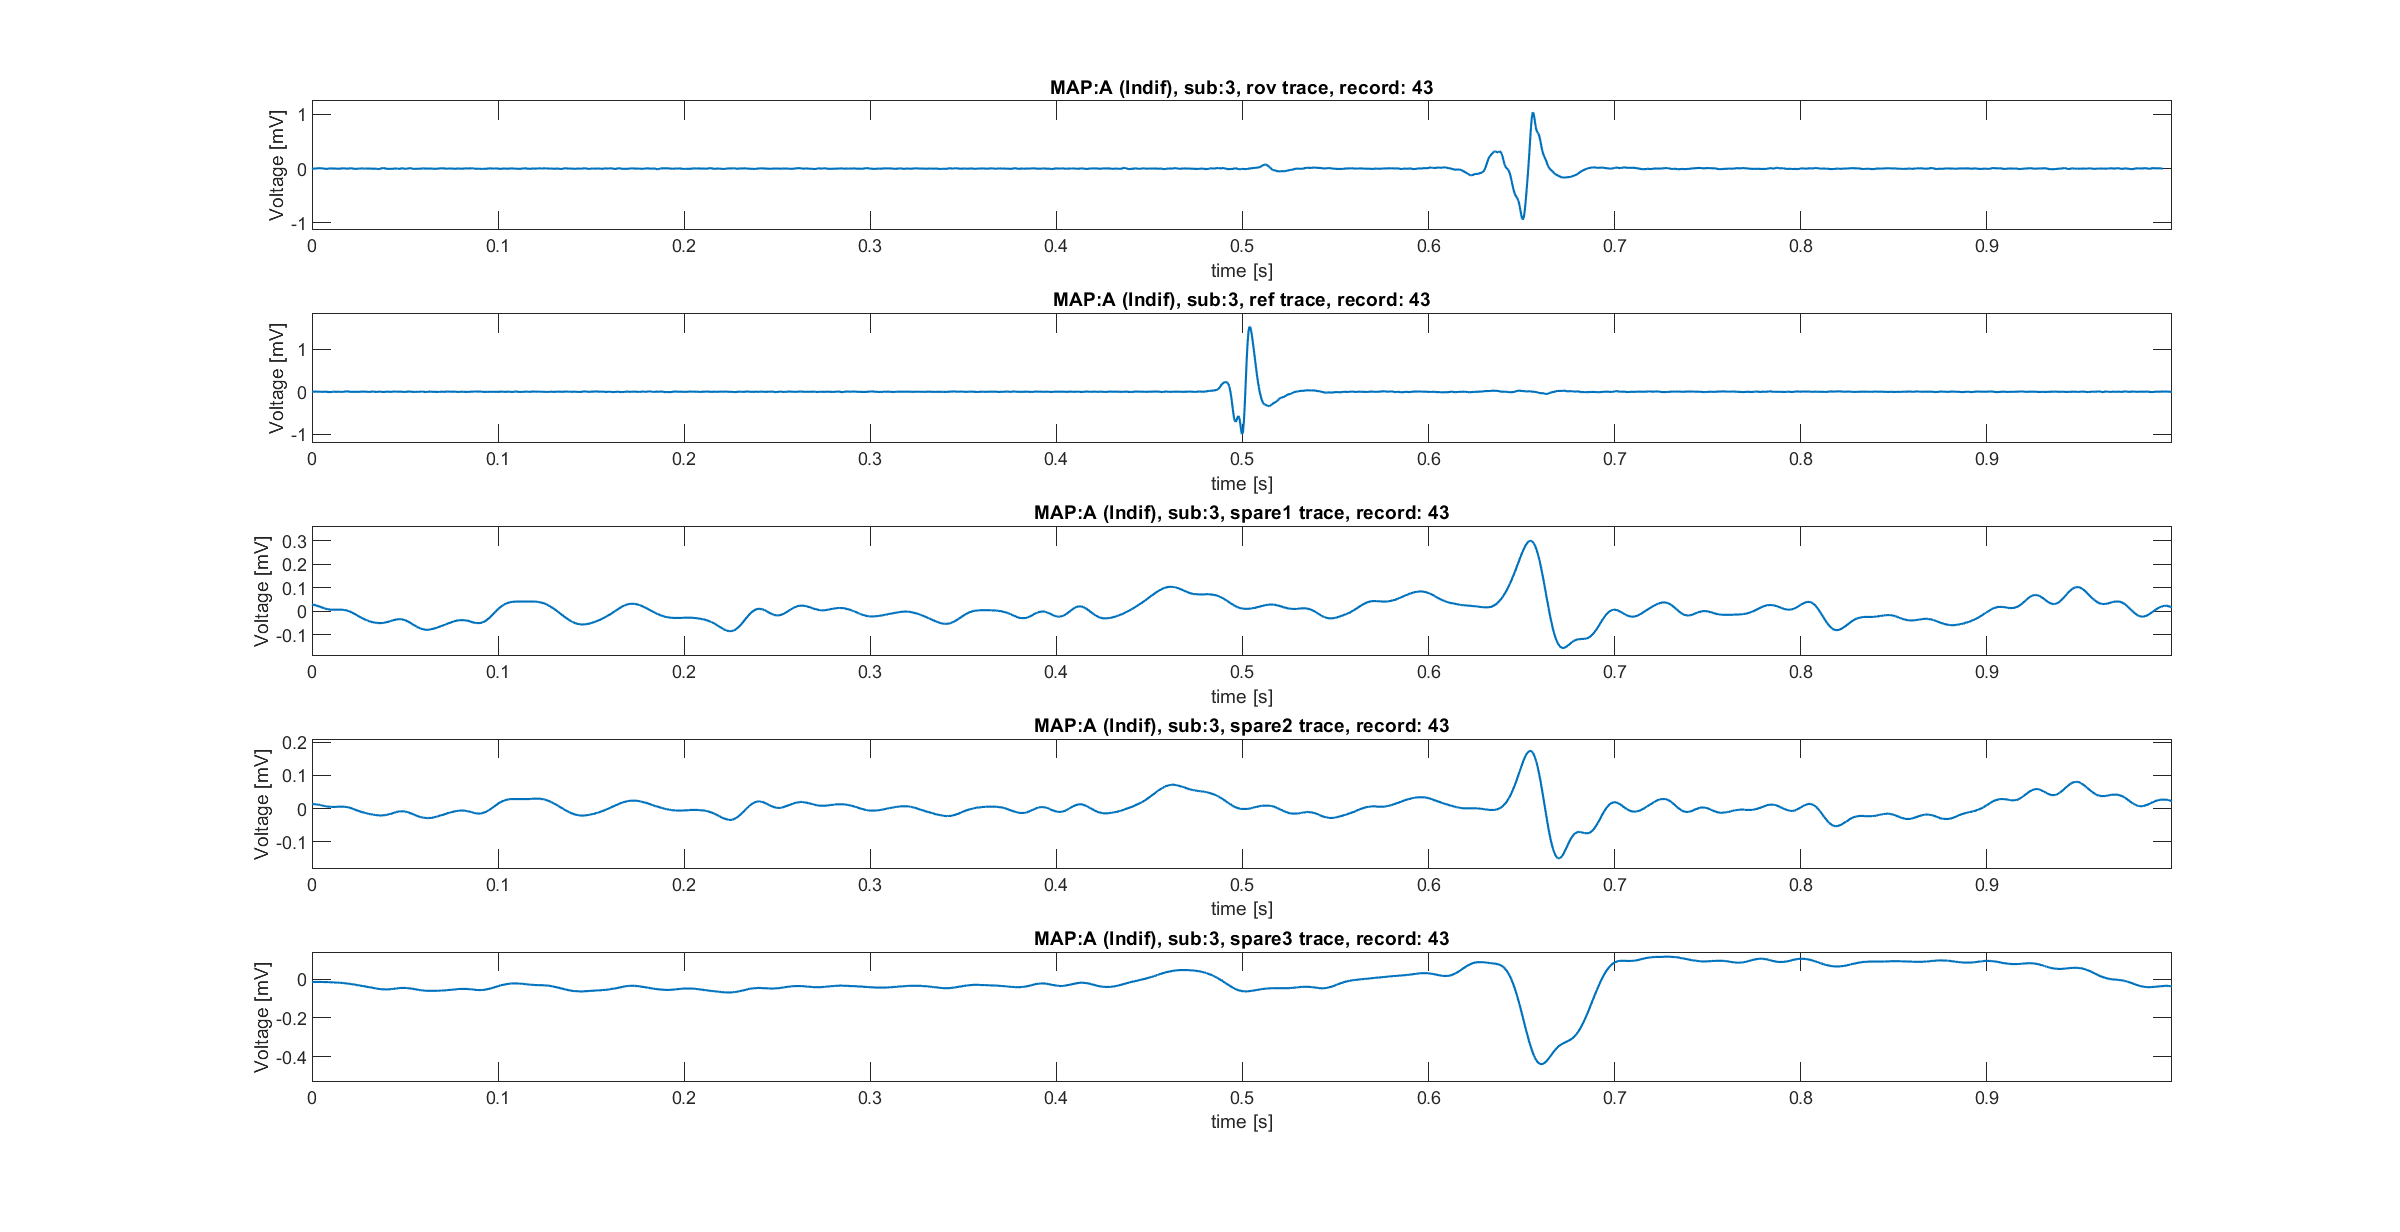 MAP:A (Indif), sub:3, rov trace, record: 43
Voltage [mV]
1
0
-1
0 0.1 0.2 0.3 0.4 0.5 0.6 0.7 0.8 0.9
time [s]
MAP:A (Indif), sub:3, ref trace, record: 43
Voltage [mV]
1
0
-1
0 0.1 0.2 0.3 0.4 0.5 0.6 0.7 0.8 0.9
time [s]
MAP:A (Indif), sub:3, spare1 trace, record: 43
Voltage [mV]
0.3
0.2
0.1
0
-0.1
0 0.1 0.2 0.3 0.4 0.5 0.6 0.7 0.8 0.9
time [s]
MAP:A (Indif), sub:3, spare2 trace, record: 43
Voltage [mV]
0.2
0.1
0
-0.1
0 0.1 0.2 0.3 0.4 0.5 0.6 0.7 0.8 0.9
time [s]
MAP:A (Indif), sub:3, spare3 trace, record: 43
Voltage [mV]
0
-0.2
-0.4
0 0.1 0.2 0.3 0.4 0.5 0.6 0.7 0.8 0.9
time [s]